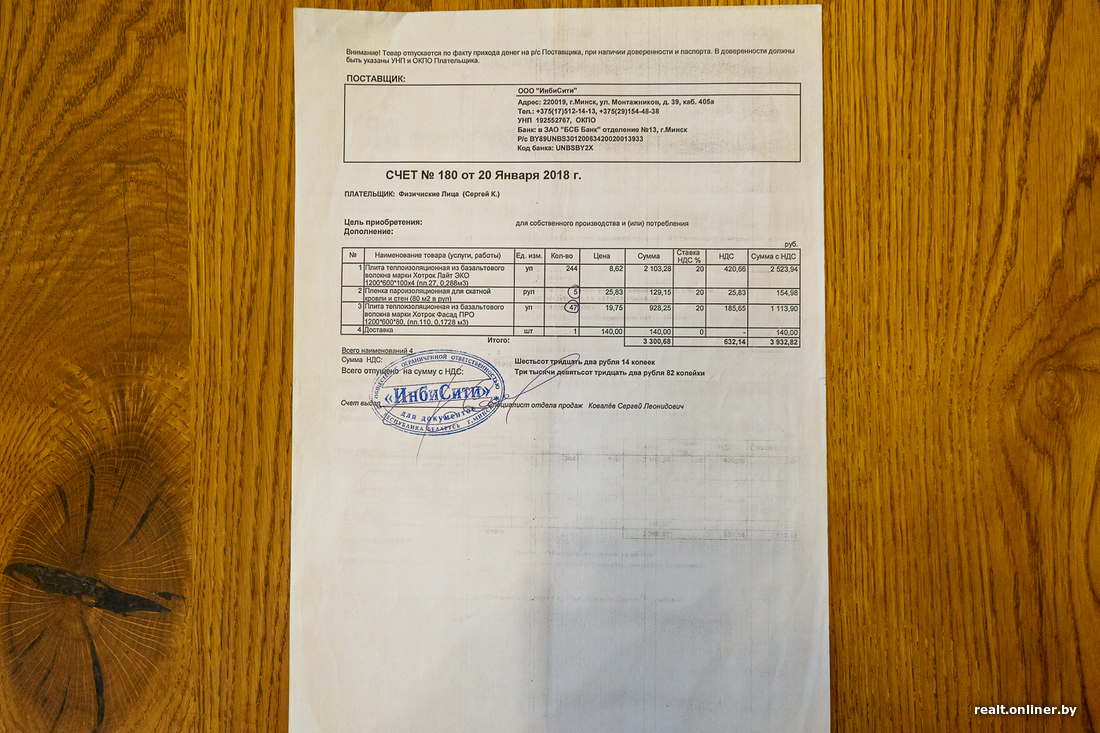 Внимание! Товар отпускается по факту прихода денег на р/с Поставщика, при наличии доверенности и паспорта. В доверенности должны
быть указаны УНП и ОКПО Плательщика.
ПОСТАВЩИК:
ООО "ИнбиСити"
Адрес: 220019, г.Минск, ул. Монтажников, д. 39, каб. 405а
Тел.: +375(17)512-14-13, +375(29)154-48-38
УНП 192552767, ОКПО
Банк: в ЗАО "БСБ Банк" отделение №13, г.Минск
Р/с BY89UNBS30120063420020013933
Код банка: UNBSBY2X
СЧЕТ № 180 от 20 Января 2018 г.
ПЛАТЕЛЬЩИК: Физичиские Лица (Сергей К.)
Цель приобретения: для собственного производства и (или) потребления
Дополнение:
руб.
№ Наименование товара (услуги, работы) Ед. изм. Кол-во Цена Сумма Ставка НДС % НДС Сумма с НДС
1 Плита теплоизоляционная из базальтового уп 244 8,62 2 103,28 20 420,66 2 523,94
волокна марки Хотрок Лайт ЭКО
1200*600*100x4 (пл.27, 0,288м3)
2 Пленка пароизоляционная для скатной рул 5 25,83 129,15 20 25,83 154,98
кровли и стен (80 м2 в рул)
3 Плита теплоизоляционная из базальтового уп 47 19,75 928,25 20 185,65 1 113,90
волокна марки Хотрок Фасад ПРО
1200*600*80, (пл.110, 0,1728 м3)
4 Доставка шт 1 140,00 140,00 0 - 140,00
Итого: 3 300,68 632,14 3 932,82
Всего наименований 4
Сумма НДС: Шестьсот тридцать два рубля 14 копеек
Всего отпущено на сумму с НДС: Три тысячи девятьсот тридцать два рубля 82 копейки
Счет выдал специалист отдела продаж Ковалёв Сергей Леонидович
ОГРАНИЧЕННОЙ ОТВЕТСТВЕННОСТЬЮ
«ИнбиСити»
для документов
РЕСПУБЛИКА БЕЛАРУСЬ г.МИНСК
realt.onliner.by